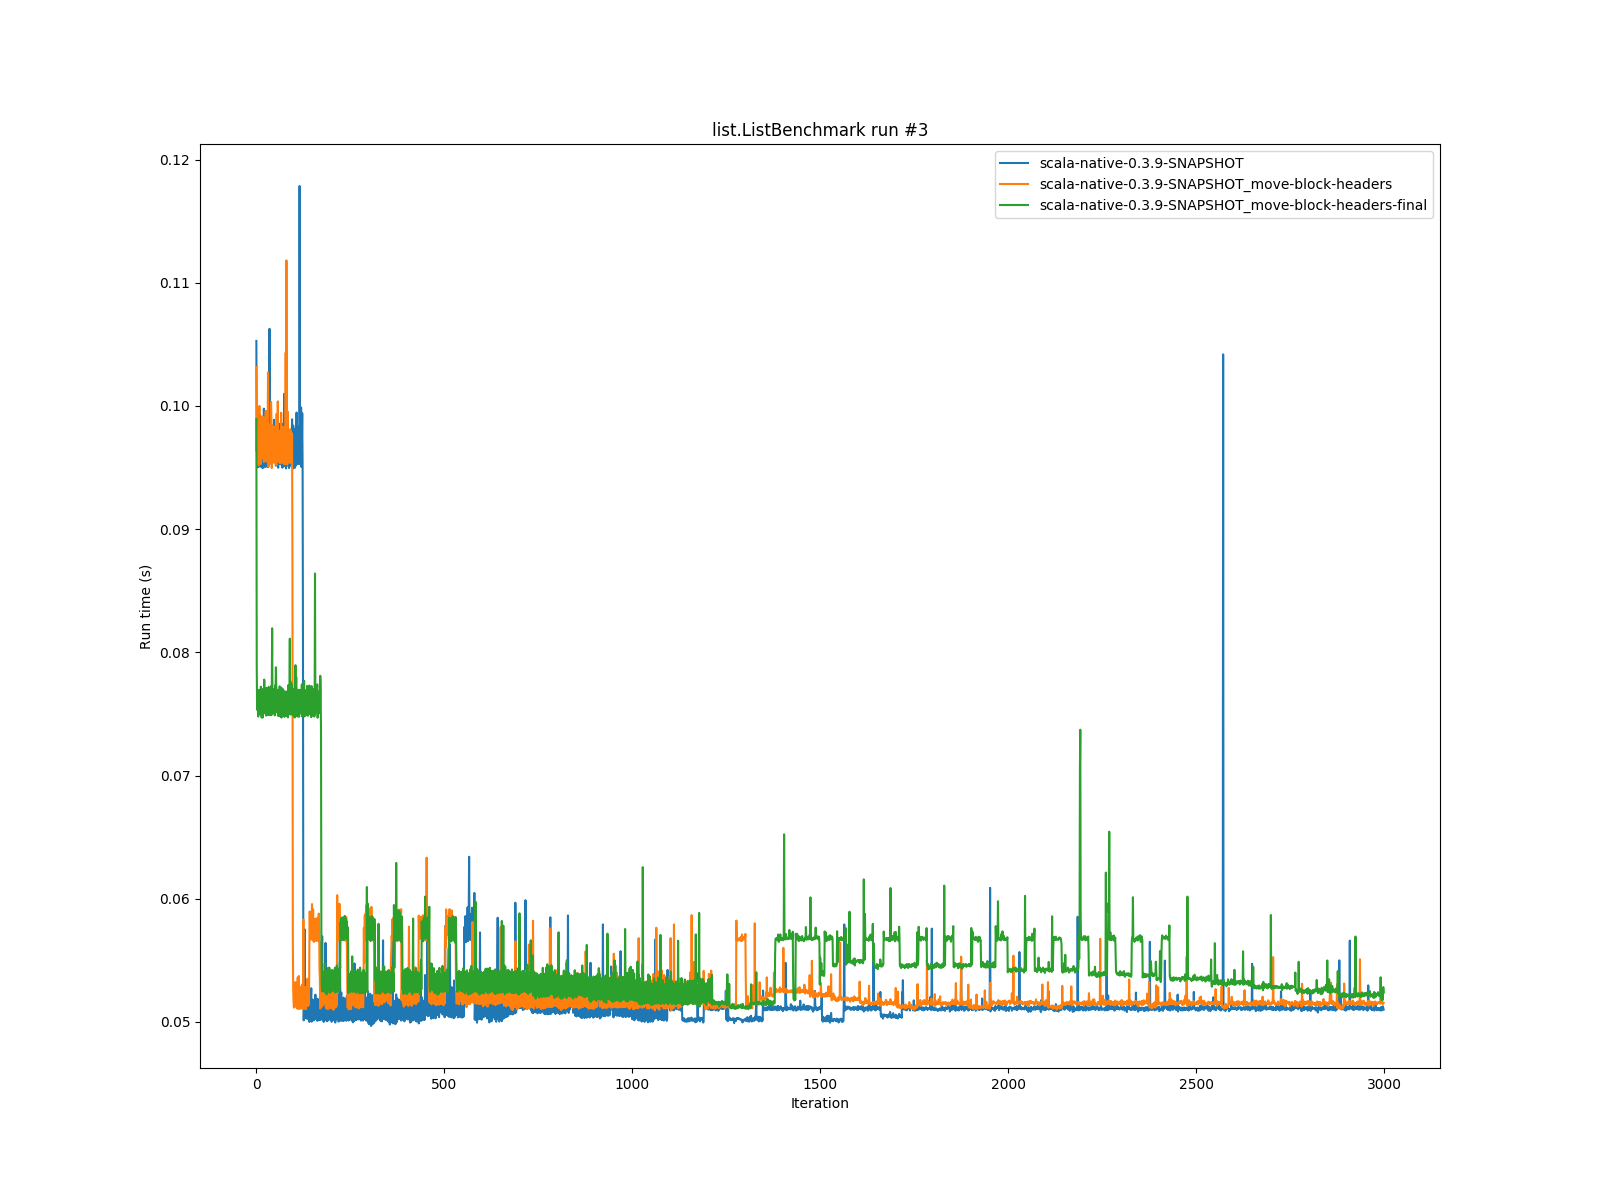 list.ListBenchmark run #3
scala-native-0.3.9-SNAPSHOT
scala-native-0.3.9-SNAPSHOT_move-block-headers
scala-native-0.3.9-SNAPSHOT_move-block-headers-final
Run time (s)
0.12
0.11
0.10
0.09
0.08
0.07
0.06
0.05
0
500
1000
1500
2000
2500
3000
Iteration